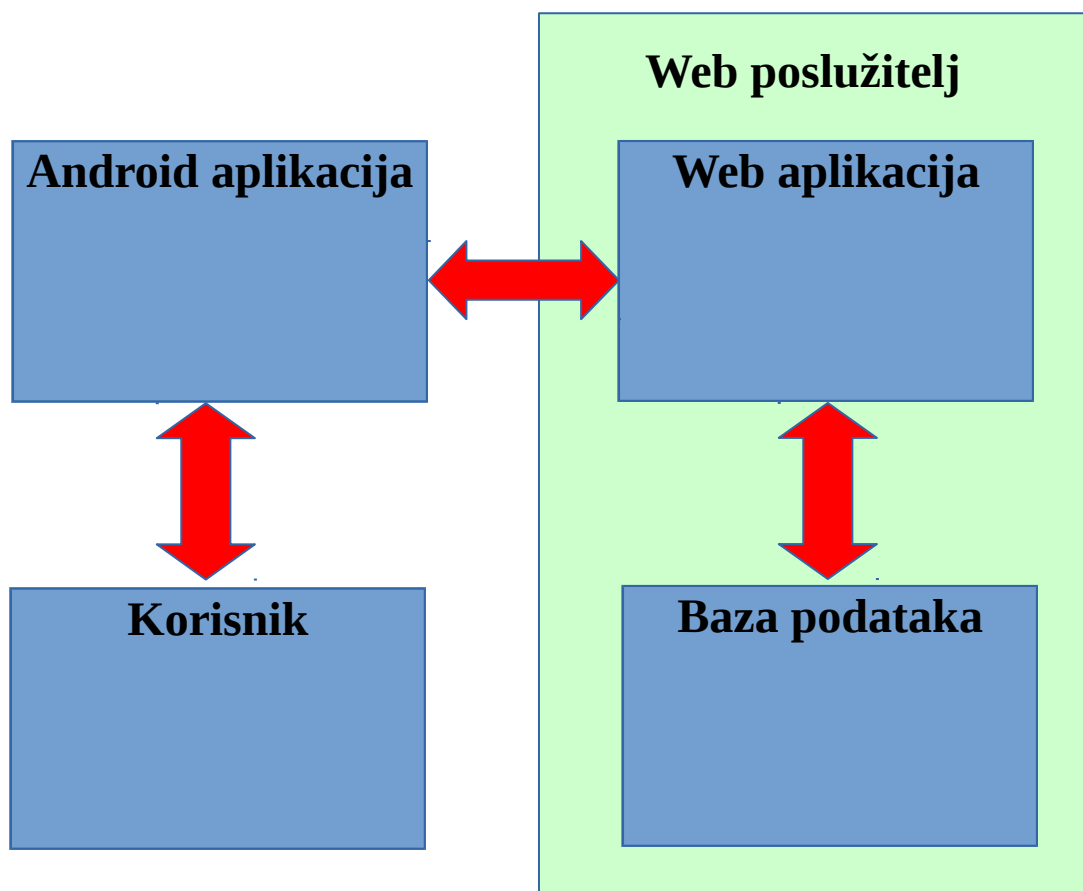 Web poslužitelj
Android aplikacija
Web aplikacija
Korisnik
Baza podataka